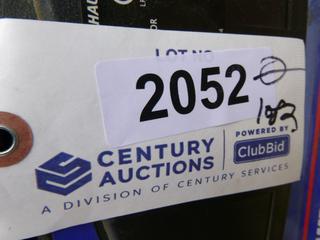 LOT NO
2052
CENTURY
AUCTIONS
POWERED BY
ClubBid
A DIVISION OF CENTURY SERVICES